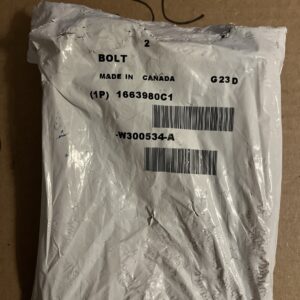 2
BOLT
MADE IN CANADA G23D
(1P) 1663980C1
-W300534-A